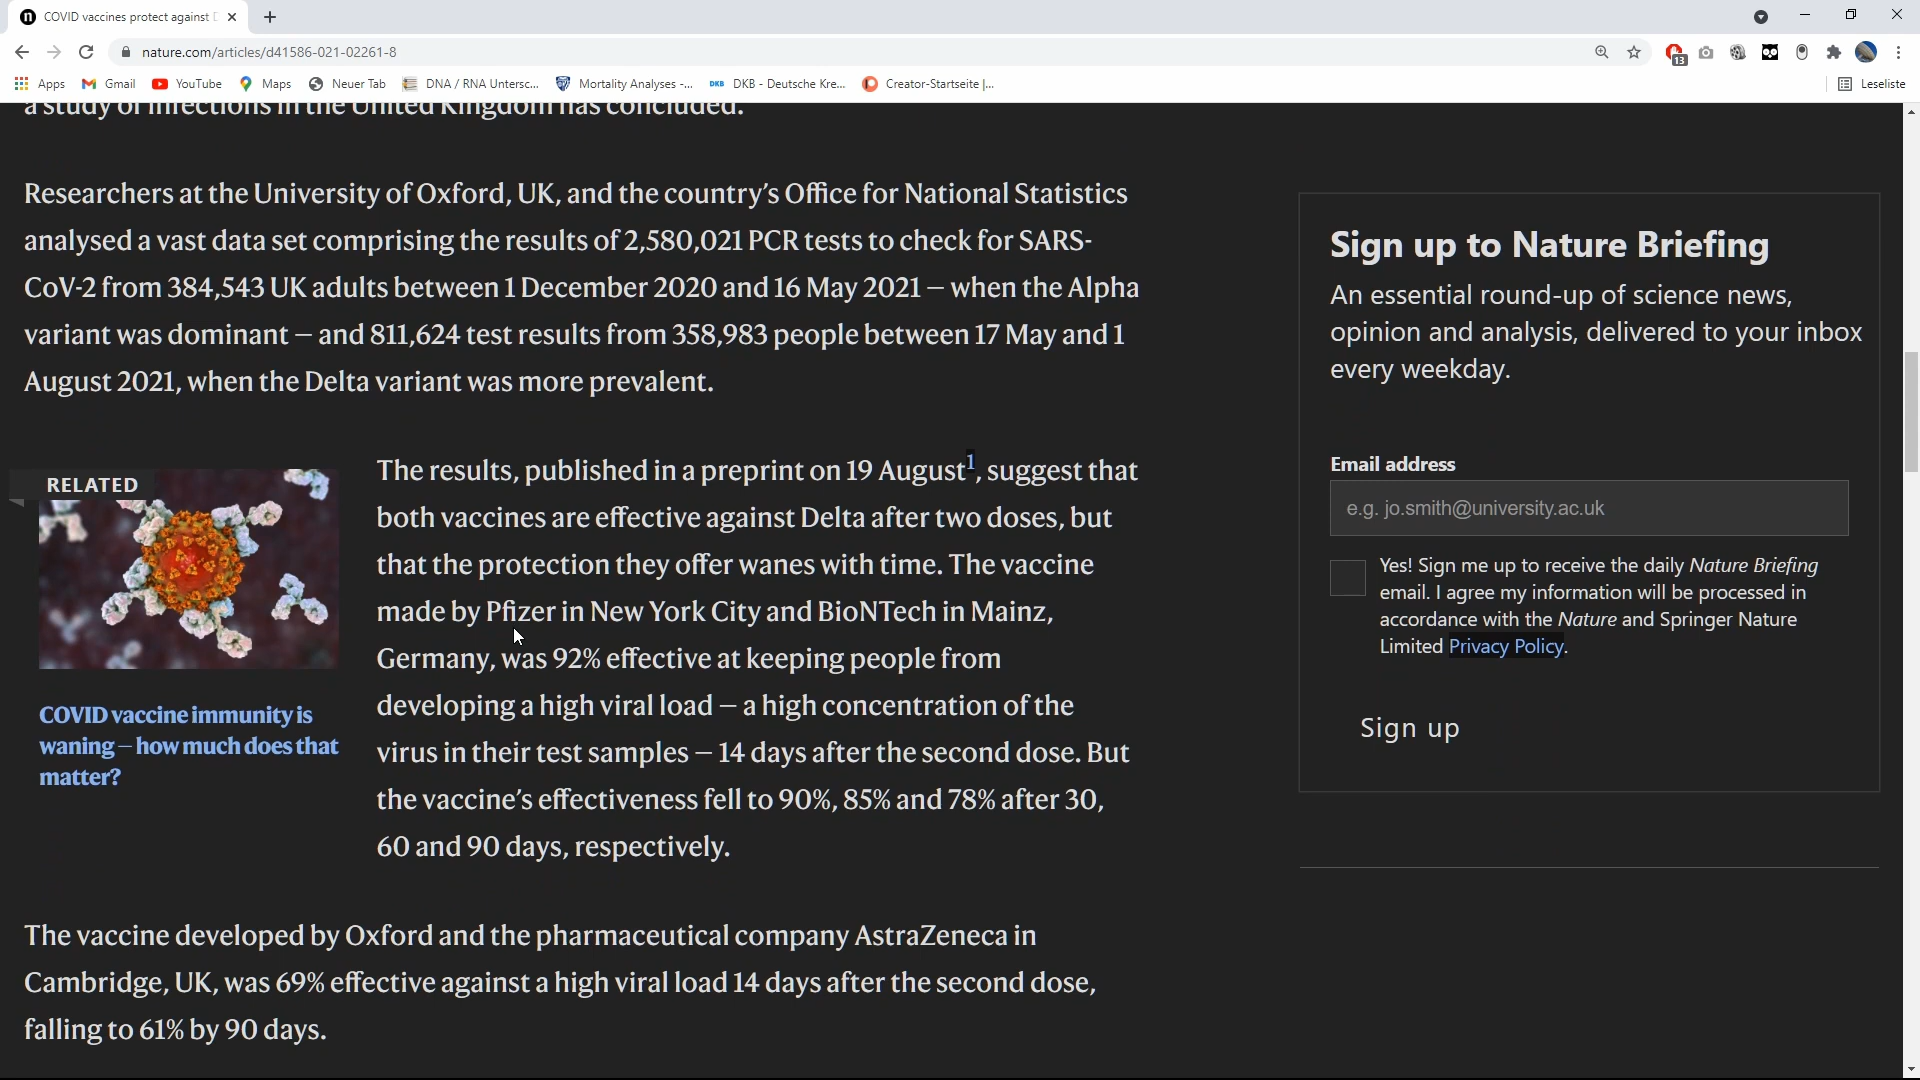 COVID vaccines protect against D
nature.com/articles/d41586-021-02261-8
13
Apps
Gmail
YouTube
Maps
Neuer Tab
DNA / RNA Untersc...
Mortality Analyses -...
DKB
DKB - Deutsche Kre...
Creator-Startseite |...
Leseliste
a study of infections in the United Kingdom has concluded.
Researchers at the University of Oxford, UK, and the country’s Office for National Statistics
analysed a vast data set comprising the results of 2,580,021 PCR tests to check for SARS-
CoV-2 from 384,543 UK adults between 1 December 2020 and 16 May 2021 — when the Alpha
variant was dominant — and 811,624 test results from 358,983 people between 17 May and 1
August 2021, when the Delta variant was more prevalent.
RELATED
COVID vaccine immunity is
waning — how much does that
matter?
The results, published in a preprint on 19 August1, suggest that
both vaccines are effective against Delta after two doses, but
that the protection they offer wanes with time. The vaccine
made by Pfizer in New York City and BioNTech in Mainz,
Germany, was 92% effective at keeping people from
developing a high viral load — a high concentration of the
virus in their test samples — 14 days after the second dose. But
the vaccine’s effectiveness fell to 90%, 85% and 78% after 30,
60 and 90 days, respectively.
The vaccine developed by Oxford and the pharmaceutical company AstraZeneca in
Cambridge, UK, was 69% effective against a high viral load 14 days after the second dose,
falling to 61% by 90 days.
Sign up to Nature Briefing
An essential round-up of science news,
opinion and analysis, delivered to your inbox
every weekday.
Email address
e.g. jo.smith@university.ac.uk
Yes! Sign me up to receive the daily Nature Briefing
email. I agree my information will be processed in
accordance with the Nature and Springer Nature
Limited Privacy Policy.
Sign up